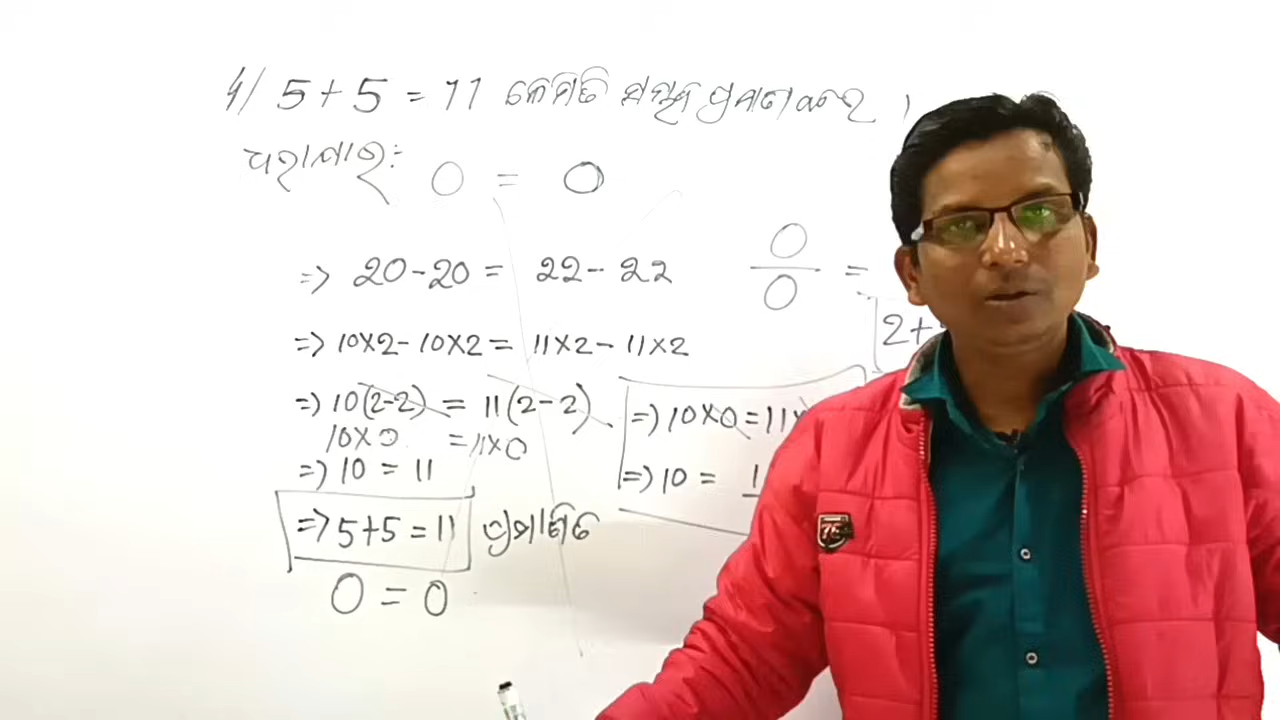 5 + 5 = 11 କେମିତି ସମ୍ଭବ ପ୍ରମାଣ କର ।
0 = 0
=> 20 - 20 = 22 - 22
=> 10×2 - 10×2 = 11×2 - 11×2
=> 10(2-2) = 11(2-2)
10×0 = 11×0
=> 10 = 11
=> 5+5 = 11 ପ୍ରମାଣିତ
0 = 0
0/0 =
2+
=> 10×0 = 11×
=> 10 = 1
75